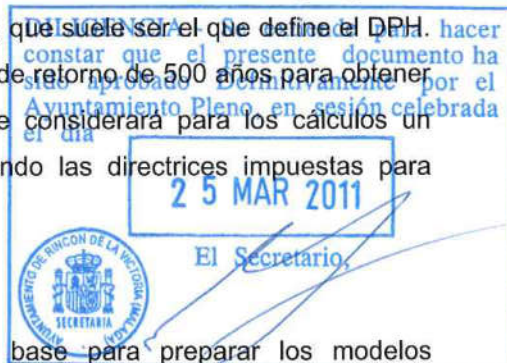 que suele ser el que define el DPH.
de retorno de 500 años para obtener
e considerará para los cálculos un
ndo las directrices impuestas para
base para preparar los modelos
DILIGENCIA.- Se extiende para hacer
constar que el presente documento ha
sido aprobado Definitivamente por el
Ayuntamiento Pleno, en sesión celebrada
el día
25 MAR 2011
El Secretario,
AYUNTAMIENTO DE RINCON DE LA VICTORIA (MALAGA)
SECRETARIA